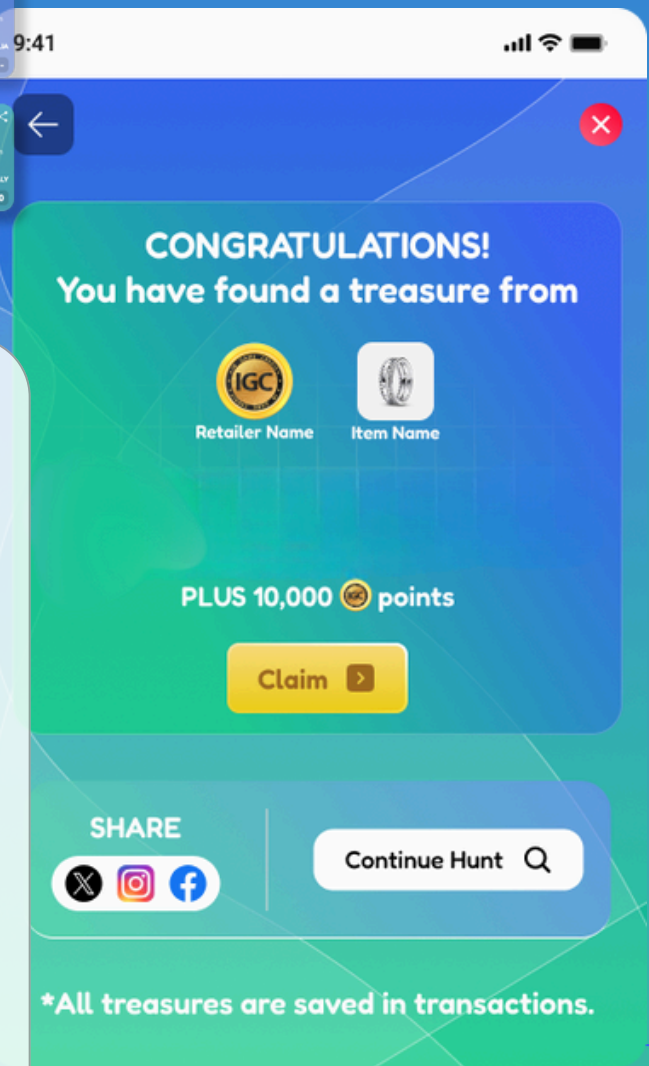 9:41
CONGRATULATIONS!
You have found a treasure from
IGC
Retailer Name
Item Name
PLUS 10,000 IGC points
Claim
SHARE
Continue Hunt
*All treasures are saved in transactions.